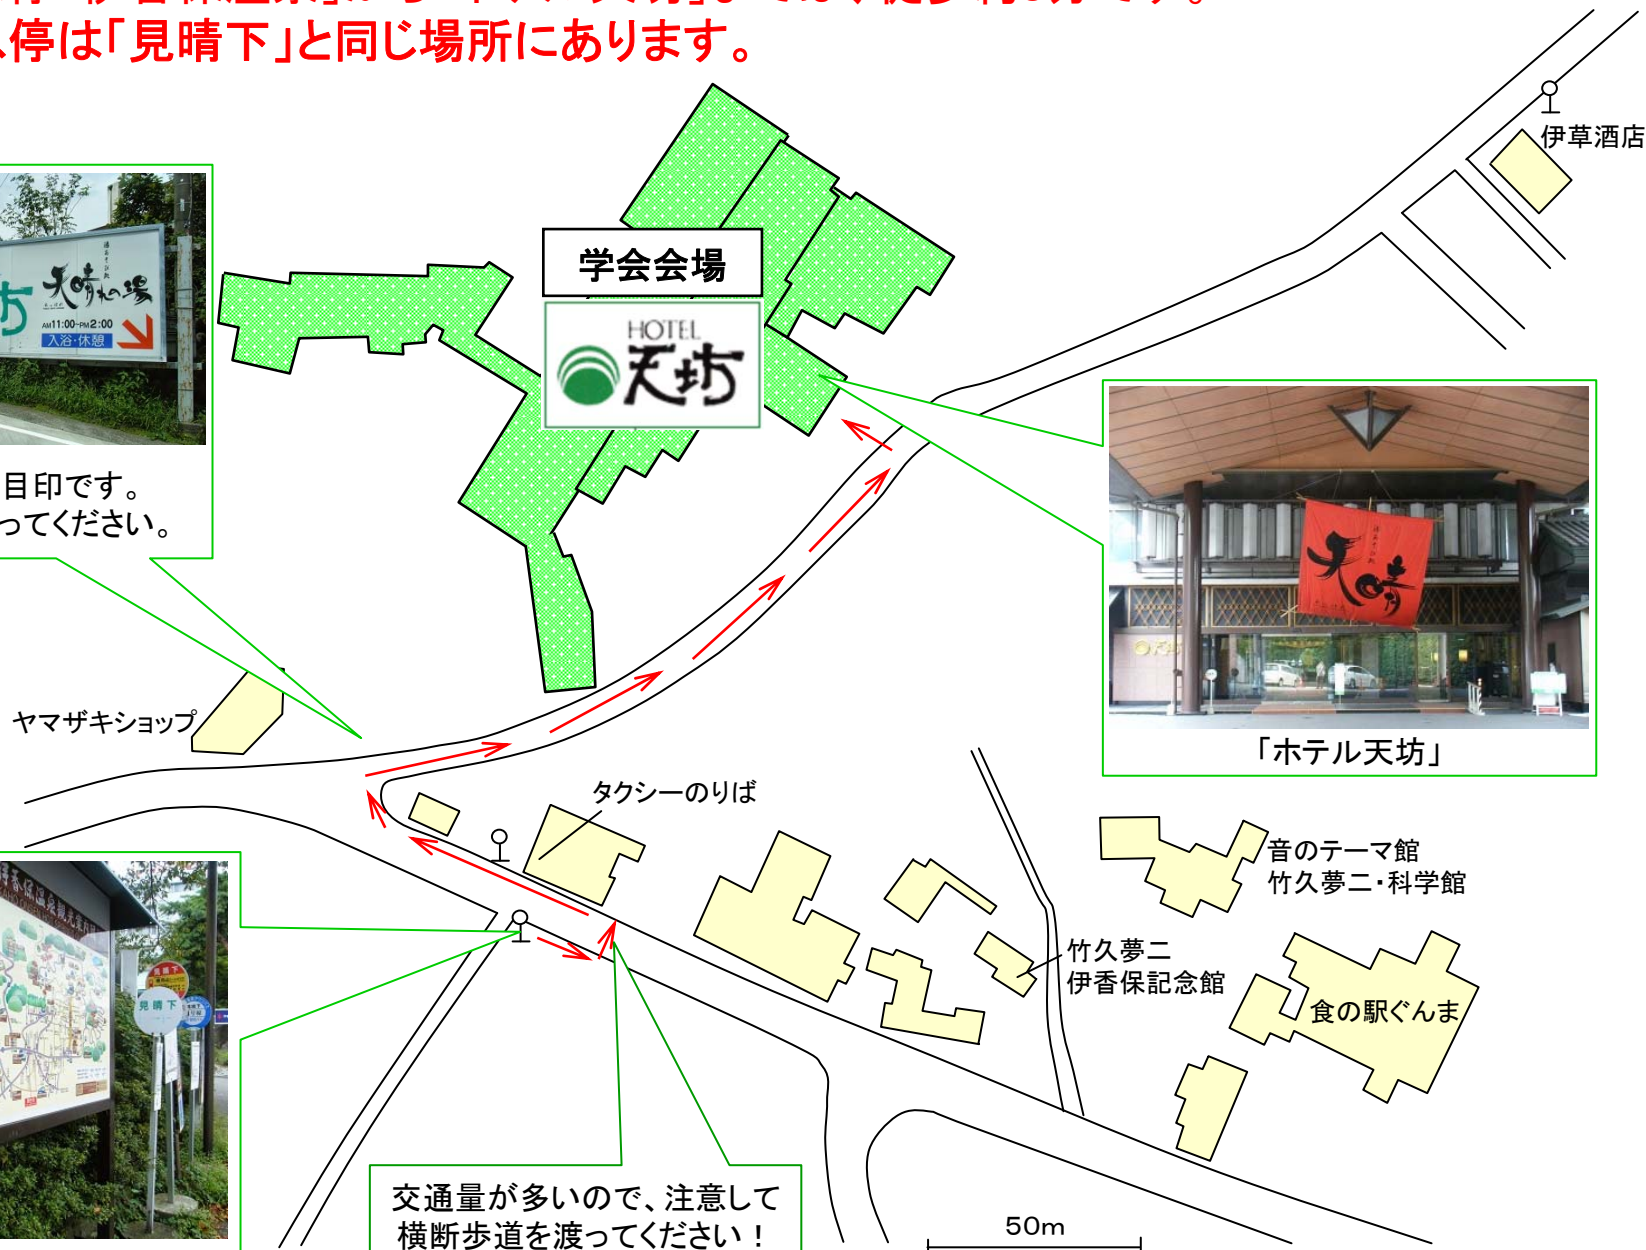 停は「見晴下」と同じ場所にあります。
伊草酒店
学会会場
HOTEL
天坊
坊
天晴れの湯
AM11:00-PM2:00
入浴・休憩
目印です。
ってください。
天晴
「ホテル天坊」
ヤマザキショップ
タクシーのりば
音のテーマ館
竹久夢二・科学館
竹久夢二
伊香保記念館
食の駅ぐんま
見晴下
見晴下
交通量が多いので、注意して
横断歩道を渡ってください！
50m